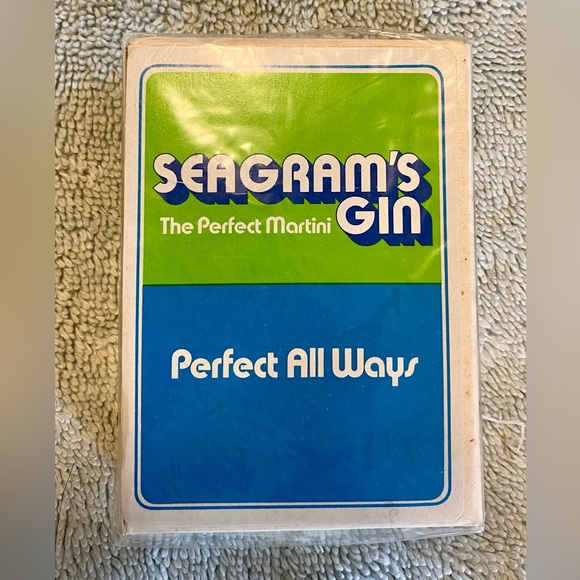 SEAGRAM'S
The Perfect Martini GIN
Perfect All Ways